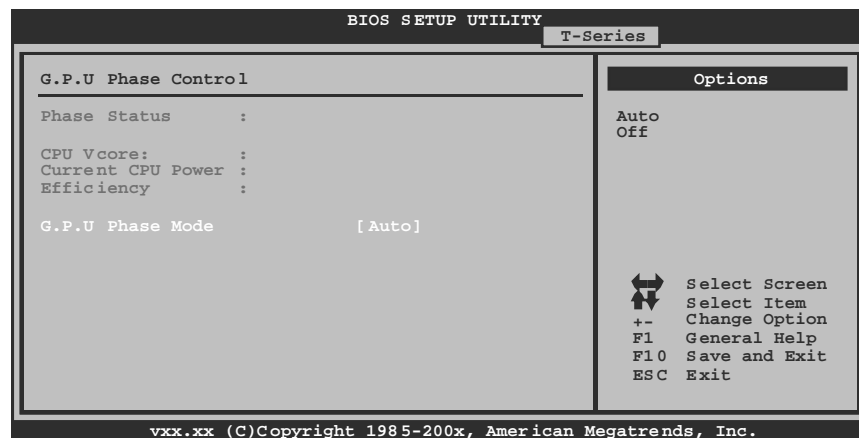 BIOS SETUP UTILITY
T-Series
G.P.U Phase Control
Phase Status :
CPU Vcore: :
Current CPU Power :
Efficiency :
G.P.U Phase Mode [Auto]
Options
Auto
Off
Select Screen
Select Item
+- Change Option
F1 General Help
F10 Save and Exit
ESC Exit
vxx.xx (C)Copyright 1985-200x, American Megatrends, Inc.